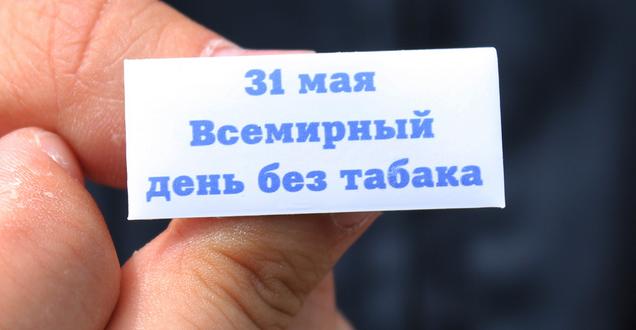 31 мая
Всемирный
день без табака